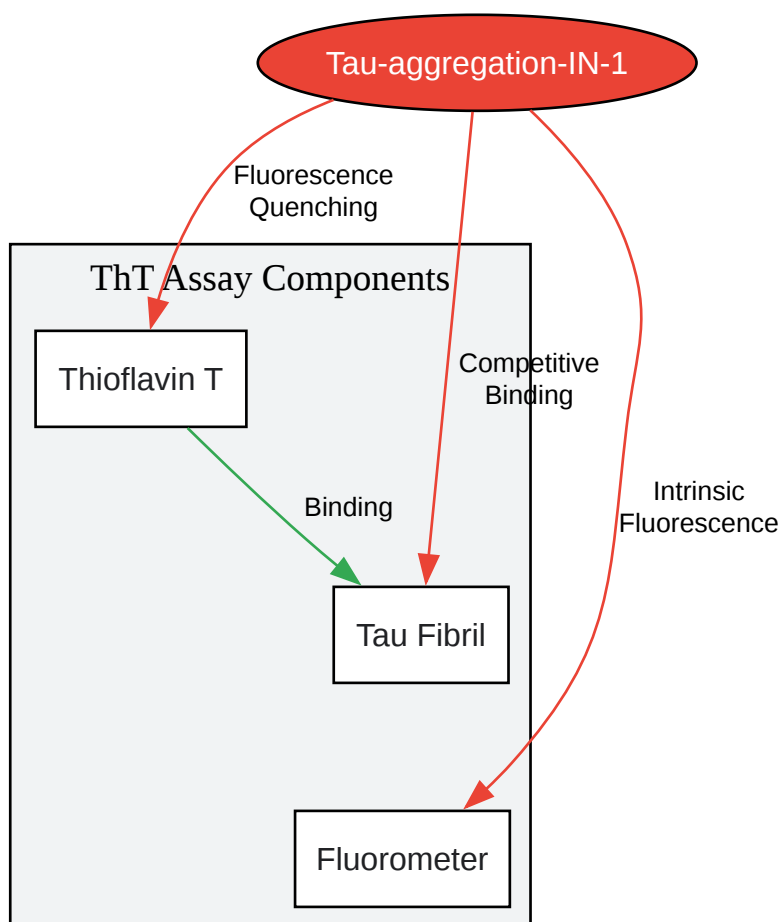 Tau-aggregation-IN-1
Fluorescence
Quenching
ThT Assay Components
Thioflavin T
Competitive
Binding
Binding
Intrinsic
Fluorescence
Tau Fibril
Fluorometer